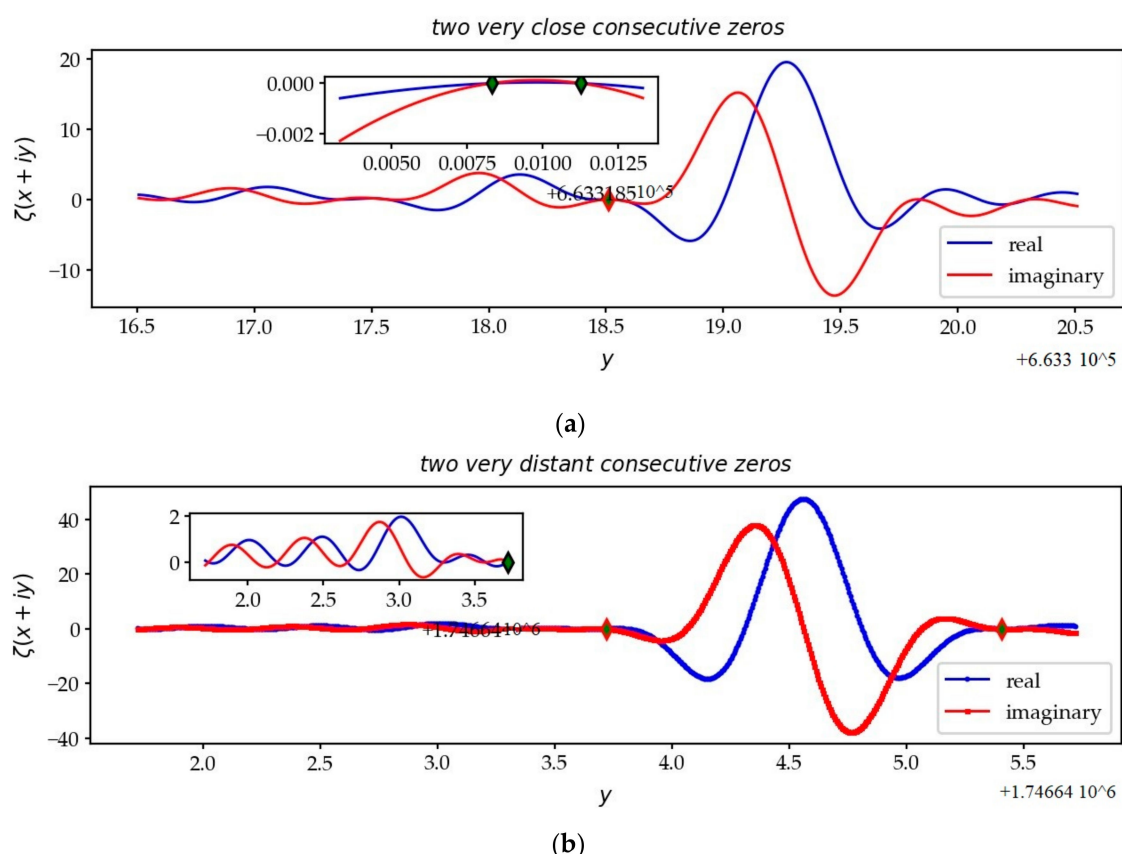 two very close consecutive zeros
20
10
0
−10
ζ(x + iy)
0.000
−0.002
0.0050 0.0075 0.0100 0.0125
+6.6331851 0^5
real
imaginary
16.5 17.0 17.5 18.0 18.5 19.0 19.5 20.0 20.5
y
+6.633 10^5
(a)
two very distant consecutive zeros
40
20
0
−20
−40
ζ(x + iy)
2
0
2.0 2.5 3.0 3.5
+1.74664 10^6
real
imaginary
2.0 2.5 3.0 3.5 4.0 4.5 5.0 5.5
y
+1.74664 10^6
(b)